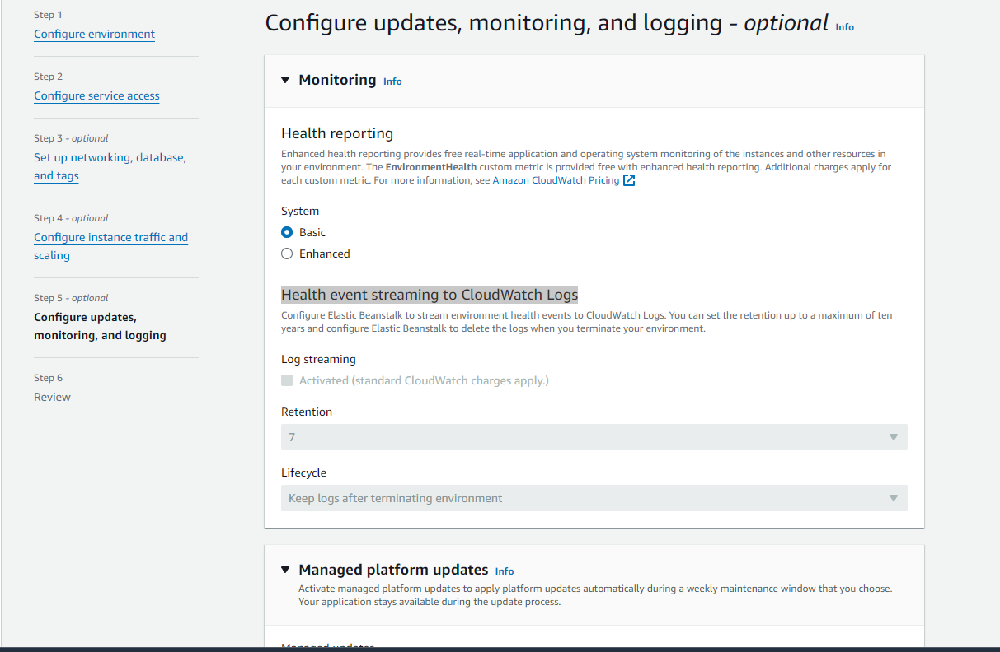 Step 1
Configure environment
Step 2
Configure service access
Step 3 - optional
Set up networking, database,
and tags
Step 4 - optional
Configure instance traffic and
scaling
Step 5 - optional
Configure updates,
monitoring, and logging
Step 6
Review
Configure updates, monitoring, and logging - optional Info
Monitoring Info
Health reporting
Enhanced health reporting provides free real-time application and operating system monitoring of the instances and other resources in
your environment. The EnvironmentHealth custom metric is provided free with enhanced health reporting. Additional charges apply for
each custom metric. For more information, see Amazon CloudWatch Pricing
System
Basic
Enhanced
Health event streaming to CloudWatch Logs
Configure Elastic Beanstalk to stream environment health events to CloudWatch Logs. You can set the retention up to a maximum of ten
years and configure Elastic Beanstalk to delete the logs when you terminate your environment.
Log streaming
Activated (standard CloudWatch charges apply.)
Retention
7
Lifecycle
Keep logs after terminating environment
Managed platform updates Info
Activate managed platform updates to apply platform updates automatically during a weekly maintenance window that you choose.
Your application stays available during the update process.
Managed updates